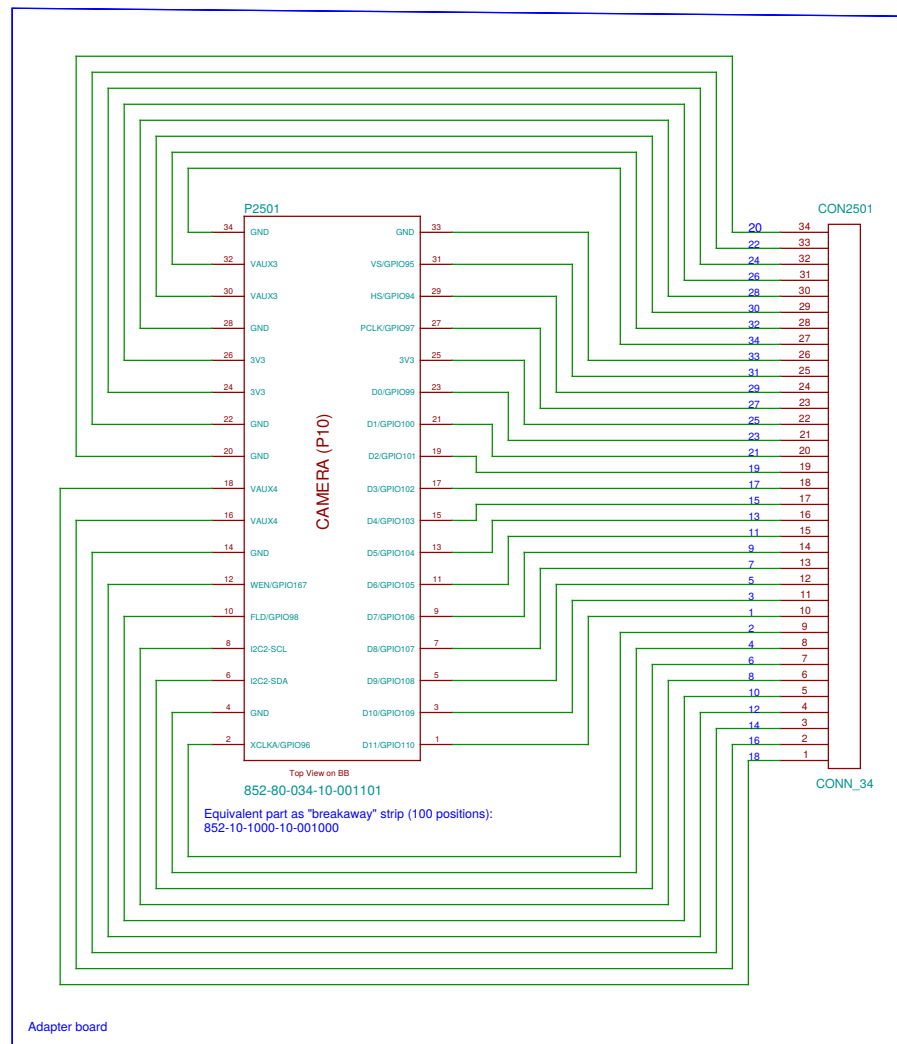 P2501
CON2501
34 GND GND 33 20 34
22 33
32 VAUX3 VS/GPIO95 31 24 32
26 31
30 VAUX3 HS/GPIO94 29 28 30
30 29
28 GND PCLK/GPIO97 27 32 28
34 27
26 3V3 3V3 25 33 26
31 25
24 3V3 D0/GPIO99 23 29 24
27 23
22 GND D1/GPIO100 21 25 22
23 21
20 GND D2/GPIO101 19 21 20
19 19
18 VAUX4 D3/GPIO102 17 17 18
15 17
16 VAUX4 D4/GPIO103 15 13 16
11 15
14 GND D5/GPIO104 13 9 14
7 13
12 WEN/GPIO167 D6/GPIO105 11 5 12
3 11
10 FLD/GPIO98 D7/GPIO106 9 1 10
2 9
8 I2C2-SCL D8/GPIO107 7 4 8
6 7
6 I2C2-SDA D9/GPIO108 5 8 6
10 5
4 GND D10/GPIO109 3 12 4
14 3
2 XCLKA/GPIO96 D11/GPIO110 1 16 2
18 1
CAMERA (P10)
Top View on BB
852-80-034-10-001101
CONN_34
Equivalent part as "breakaway" strip (100 positions):
852-10-1000-10-001000
Adapter board